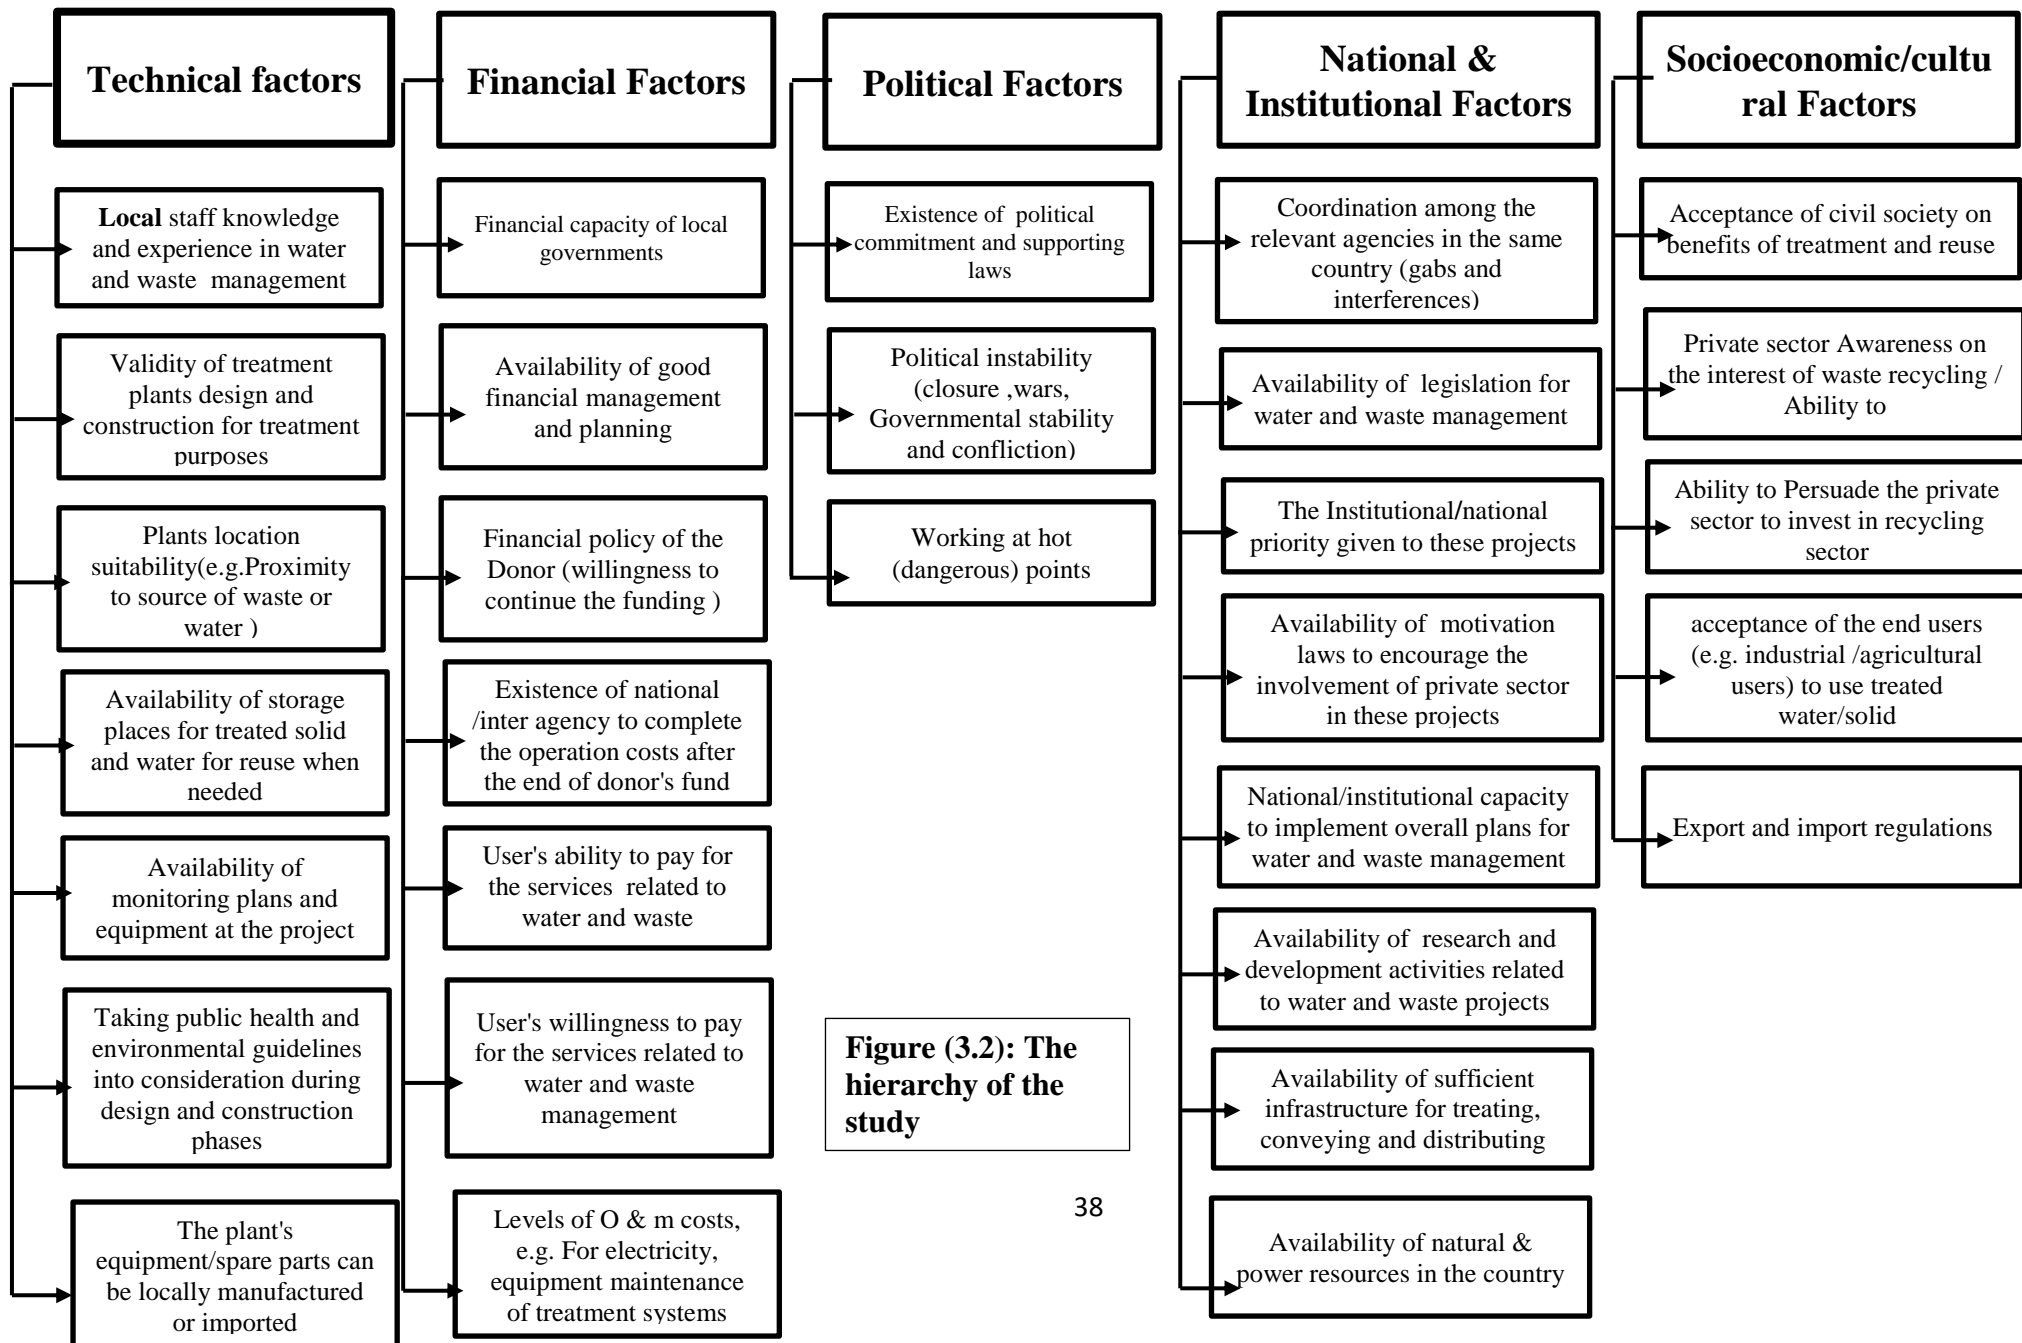 Technical factors
Local staff knowledge
and experience in water
and waste management
Validity of treatment
plants design and
construction for treatment
purposes
Plants location
suitability(e.g.Proximity
to source of waste or
water )
Availability of storage
places for treated solid
and water for reuse when
needed
Availability of
monitoring plans and
equipment at the project
Taking public health and
environmental guidelines
into consideration during
design and construction
phases
The plant's
equipment/spare parts can
be locally manufactured
or imported
Financial Factors
Financial capacity of local
governments
Availability of good
financial management
and planning
Financial policy of the
Donor (willingness to
continue the funding )
Existence of national
/inter agency to complete
the operation costs after
the end of donor's fund
User's ability to pay for
the services related to
water and waste
User's willingness to pay
for the services related to
water and waste
management
Levels of O & m costs,
e.g. For electricity,
equipment maintenance
of treatment systems
Political Factors
Existence of political
commitment and supporting
laws
Political instability
(closure ,wars,
Governmental stability
and confliction)
Working at hot
(dangerous) points
National &
Institutional Factors
Coordination among the
relevant agencies in the same
country (gabs and
interferences)
Availability of legislation for
water and waste management
The Institutional/national
priority given to these projects
Availability of motivation
laws to encourage the
involvement of private sector
in these projects
National/institutional capacity
to implement overall plans for
water and waste management
Availability of research and
development activities related
to water and waste projects
Availability of sufficient
infrastructure for treating,
conveying and distributing
Availability of natural &
power resources in the country
Socioeconomic/cultu
ral Factors
Acceptance of civil society on
benefits of treatment and reuse
Private sector Awareness on
the interest of waste recycling /
Ability to
Ability to Persuade the private
sector to invest in recycling
sector
acceptance of the end users
(e.g. industrial /agricultural
users) to use treated
water/solid
Export and import regulations
Figure (3.2): The
hierarchy of the
study
38